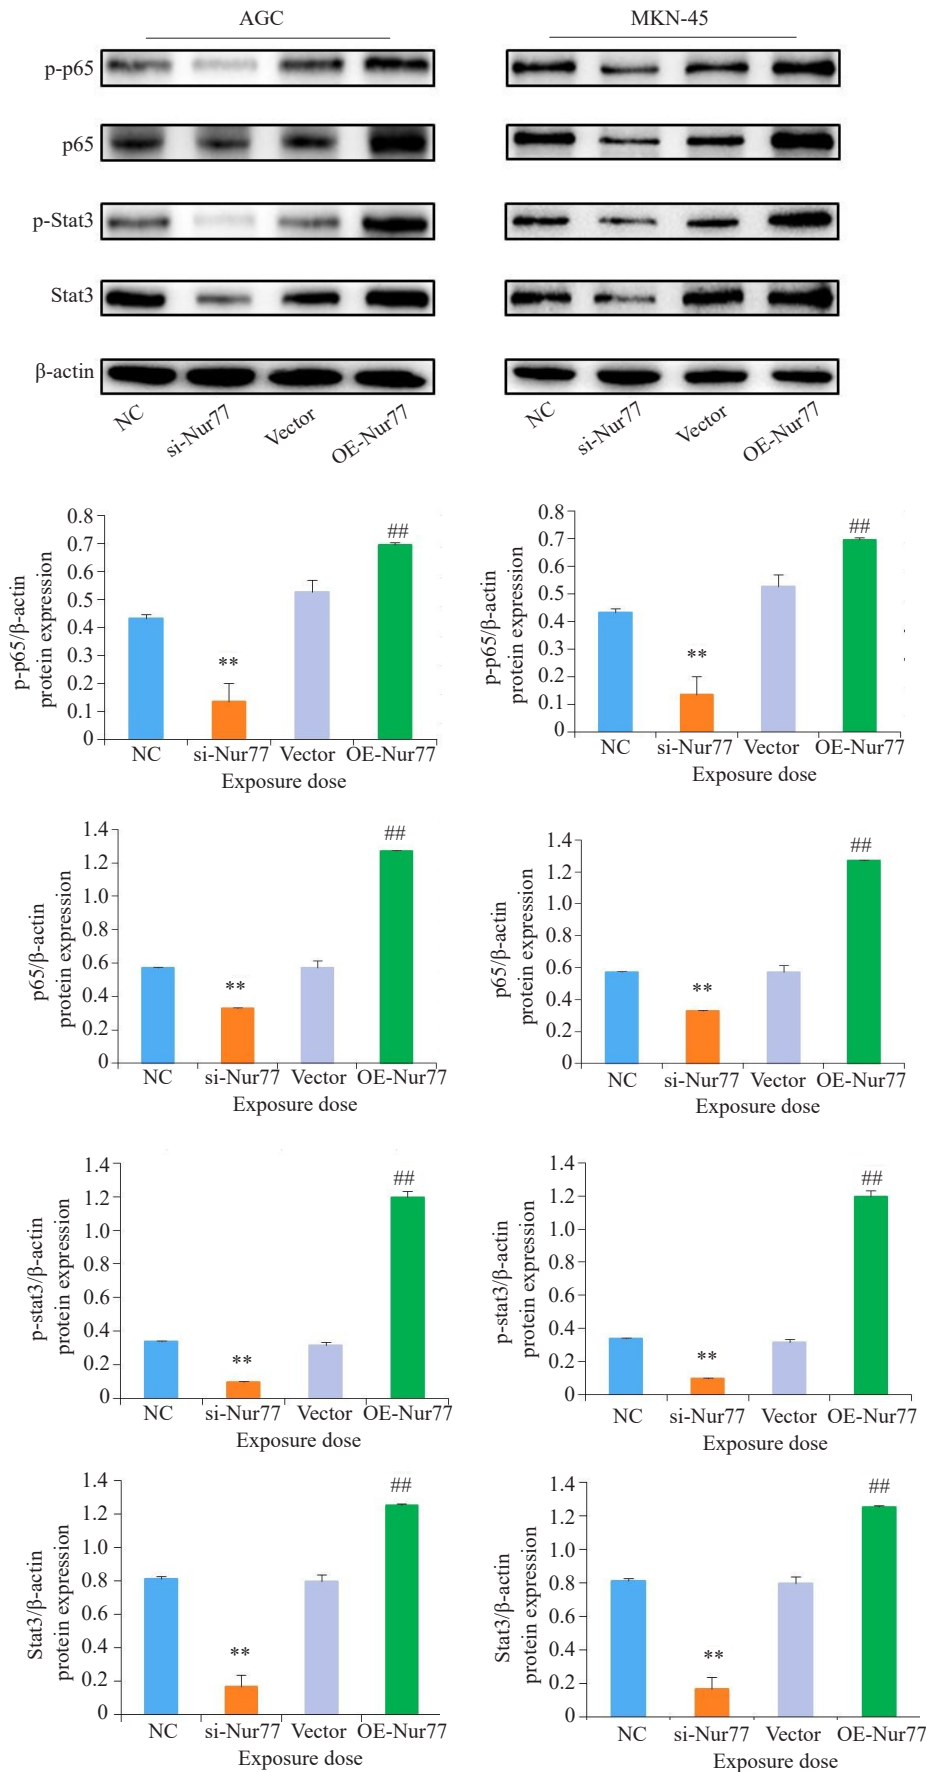 AGC
MKN-45
p-p65
p65
p-Stat3
Stat3
β-actin
NC
si-Nur77
Vector
OE-Nur77
NC
si-Nur77
Vector
OE-Nur77
p-p65/β-actin
protein expression
0.8
0.7
0.6
0.5
0.4
0.3
0.2
0.1
0
**
##
NC si-Nur77 Vector OE-Nur77
Exposure dose
p-p65/β-actin
protein expression
0.8
0.7
0.6
0.5
0.4
0.3
0.2
0.1
0
**
##
NC si-Nur77 Vector OE-Nur77
Exposure dose
p65/β-actin
protein expression
1.4
1.2
1.0
0.8
0.6
0.4
0.2
0
**
##
NC si-Nur77 Vector OE-Nur77
Exposure dose
p65/β-actin
protein expression
1.4
1.2
1.0
0.8
0.6
0.4
0.2
0
**
##
NC si-Nur77 Vector OE-Nur77
Exposure dose
p-stat3/β-actin
protein expression
1.4
1.2
1.0
0.8
0.6
0.4
0.2
0
**
##
NC si-Nur77 Vector OE-Nur77
Exposure dose
p-stat3/β-actin
protein expression
1.4
1.2
1.0
0.8
0.6
0.4
0.2
0
**
##
NC si-Nur77 Vector OE-Nur77
Exposure dose
Stat3/β-actin
protein expression
1.4
1.2
1.0
0.8
0.6
0.4
0.2
0
**
##
NC si-Nur77 Vector OE-Nur77
Exposure dose
Stat3/β-actin
protein expression
1.4
1.2
1.0
0.8
0.6
0.4
0.2
0
**
##
NC si-Nur77 Vector OE-Nur77
Exposure dose